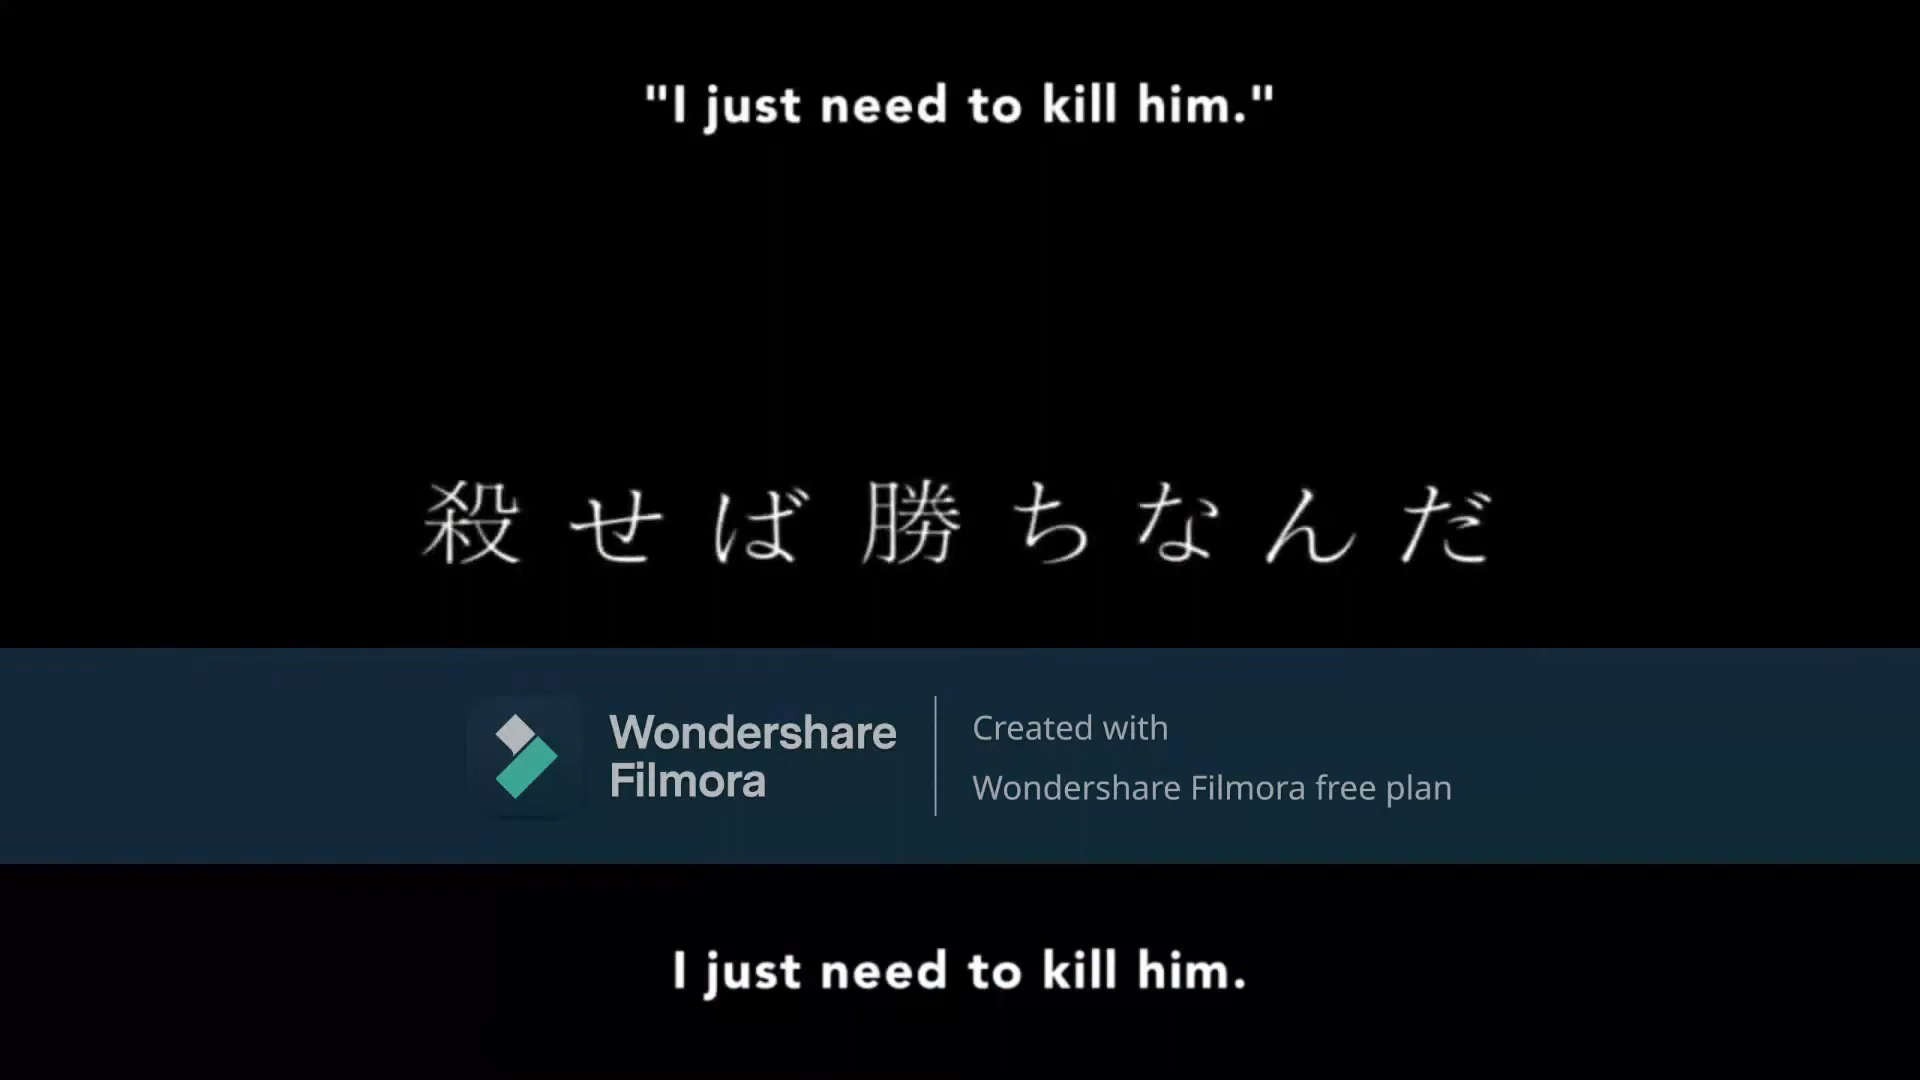 "I just need to kill him."
殺せば勝ちなんだ
Wondershare
Filmora
Created with
Wondershare Filmora free plan
I just need to kill him.